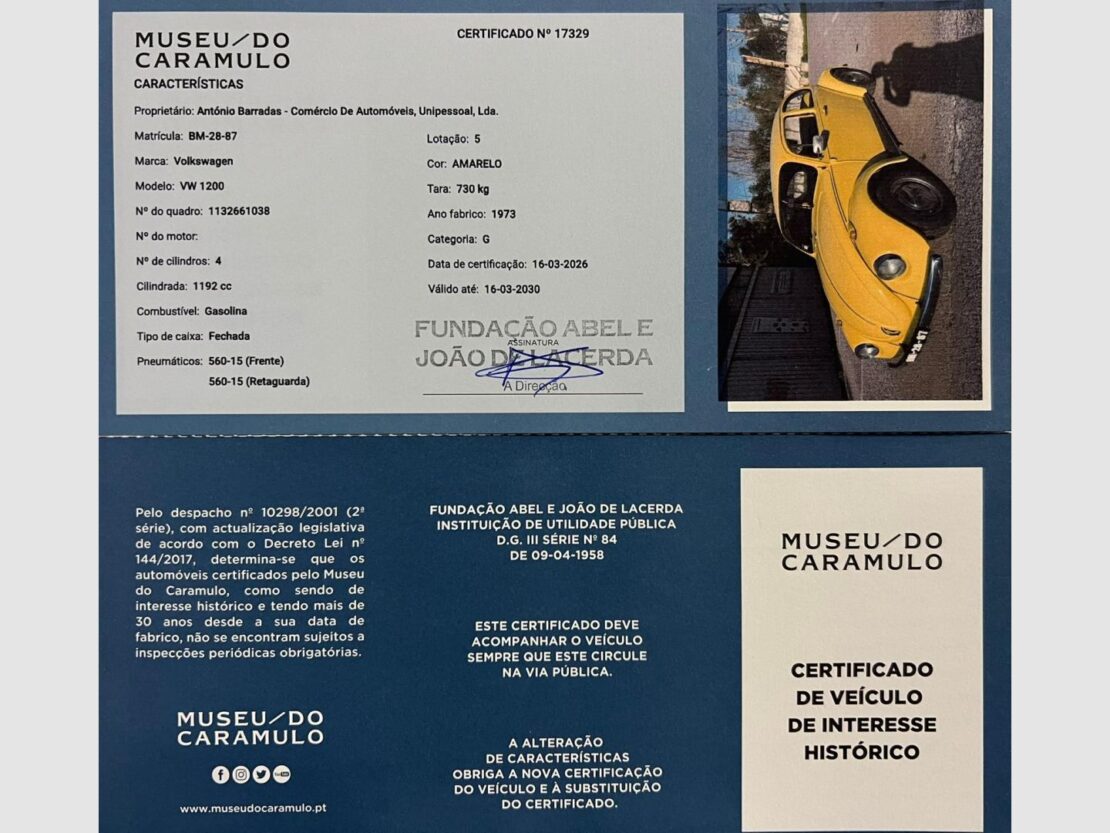 MUSEU/DO
CARAMULO
CERTIFICADO Nº 17329
CARACTERÍSTICAS
Proprietário: António Barradas - Comércio De Automóveis, Unipessoal, Lda.
Matrícula: BM-28-87
Marca: Volkswagen
Modelo: VW 1200
Nº do quadro: 1132661038
Nº do motor:
Nº de cilindros: 4
Cilindrada: 1192 cc
Combustível: Gasolina
Tipo de caixa: Fechada
Pneumáticos: 560-15 (Frente)
560-15 (Retaguarda)
Lotação: 5
Cor: AMARELO
Tara: 730 kg
Ano fabrico: 1973
Categoria: G
Data de certificação: 16-03-2026
Válido até: 16-03-2030
FUNDAÇÃO ABEL E
ASSINATURA
JOÃO DE LACERDA
A Direcção
BM-28-87
Pelo despacho nº 10298/2001 (2ª
série), com actualização legislativa
de acordo com o Decreto Lei nº
144/2017, determina-se que os
automóveis certificados pelo Museu
do Caramulo, como sendo de
interesse histórico e tendo mais de
30 anos desde a sua data de
fabrico, não se encontram sujeitos a
inspecções periódicas obrigatórias.
MUSEU/DO
CARAMULO
www.museudocaramulo.pt
FUNDAÇÃO ABEL E JOÃO DE LACERDA
INSTITUIÇÃO DE UTILIDADE PÚBLICA
D.G. III SÉRIE Nº 84
DE 09-04-1958
ESTE CERTIFICADO DEVE
ACOMPANHAR O VEÍCULO
SEMPRE QUE ESTE CIRCULE
NA VIA PÚBLICA.
A ALTERAÇÃO
DE CARACTERÍSTICAS
OBRIGA A NOVA CERTIFICAÇÃO
DO VEÍCULO E À SUBSTITUIÇÃO
DO CERTIFICADO.
MUSEU/DO
CARAMULO
CERTIFICADO
DE VEÍCULO
DE INTERESSE
HISTÓRICO